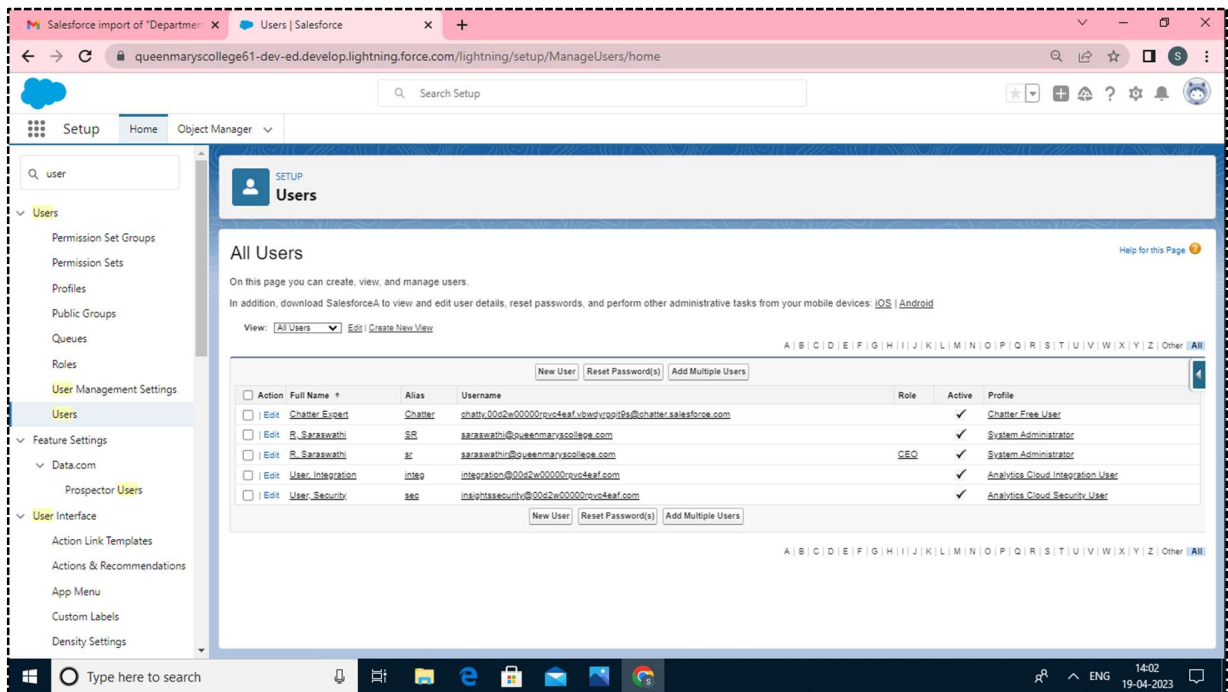 Salesforce import of "Departmen
Users | Salesforce
queenmaryscollege61-dev-ed.develop.lightning.force.com/lightning/setup/ManageUsers/home
S
Search Setup
Setup Home Object Manager
user
Users
Permission Set Groups
Permission Sets
Profiles
Public Groups
Queues
Roles
User Management Settings
Users
Feature Settings
Data.com
Prospector Users
User Interface
Action Link Templates
Actions & Recommendations
App Menu
Custom Labels
Density Settings
SETUP
Users
All Users
Help for this Page
On this page you can create, view, and manage users.
In addition, download SalesforceA to view and edit user details, reset passwords, and perform other administrative tasks from your mobile devices: iOS | Android
View: All Users Edit | Create New View
A | B | C | D | E | F | G | H | I | J | K | L | M | N | O | P | Q | R | S | T | U | V | W | X | Y | Z | Other All
New User Reset Password(s) Add Multiple Users
Action Full Name Alias Username Role Active Profile
Edit Chatter Expert Chatter chatty.00d2w00000rpvc4eaf.vbwdyrpqit9s@chatter.salesforce.com Chatter Free User
Edit R, Saraswathi SR saraswathi@queenmaryscollege.com System Administrator
Edit R, Saraswathi sr saraswathir@queenmaryscollege.com CEO System Administrator
Edit User, Integration integ integration@00d2w00000rpvc4eaf.com Analytics Cloud Integration User
Edit User, Security sec insightssecurity@00d2w00000rpvc4eaf.com Analytics Cloud Security User
New User Reset Password(s) Add Multiple Users
A | B | C | D | E | F | G | H | I | J | K | L | M | N | O | P | Q | R | S | T | U | V | W | X | Y | Z | Other All
Type here to search
ENG
14:02
19-04-2023